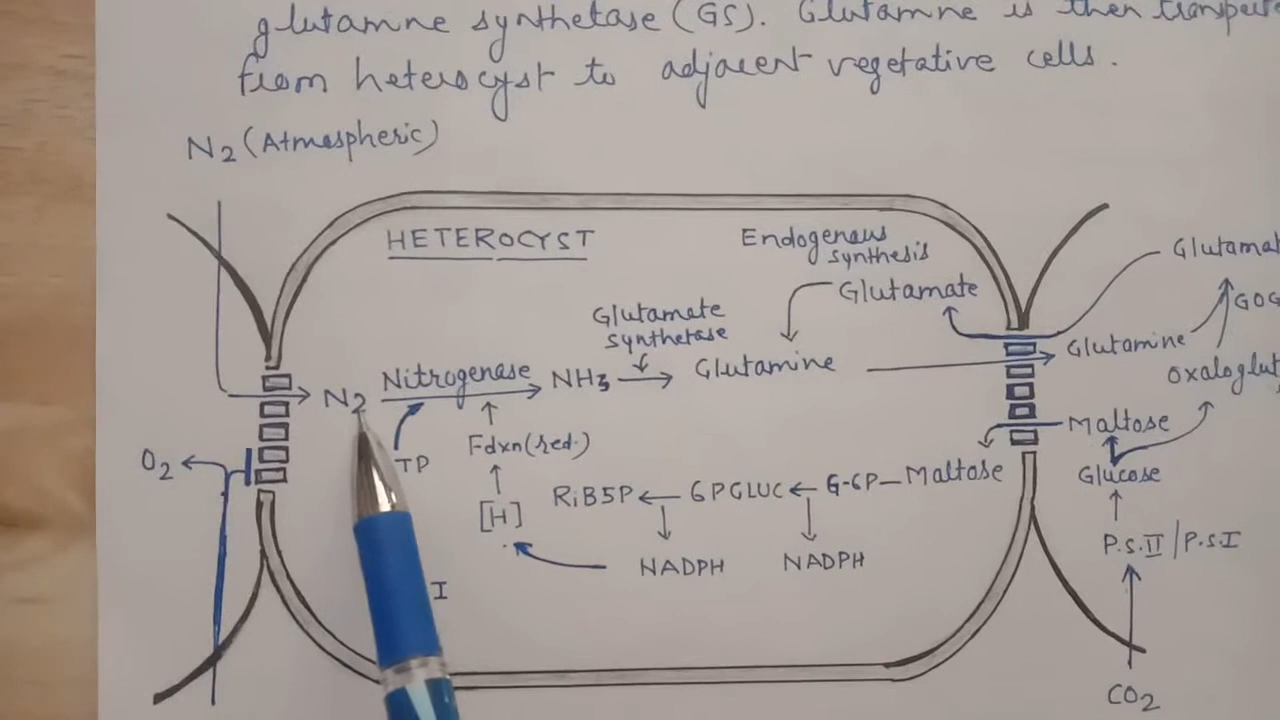 glutamine synthetase (GS). Glutamine is then
from heterocyst to adjacent vegetative cells.
N2 (Atmospheric)
HETEROCYST
Endogenous
synthesis
Glutamate
Glutamate
synthetase
Nitrogenase
N2
NH3
Glutamine
Glutamine
GOG
O2
TP
Fdxn (red.)
[H]
RiB5P
6PGLUC
G-6P
Maltose
Maltose
Glucose
NADPH
NADPH
I
P.S.II/P.S.I
CO2